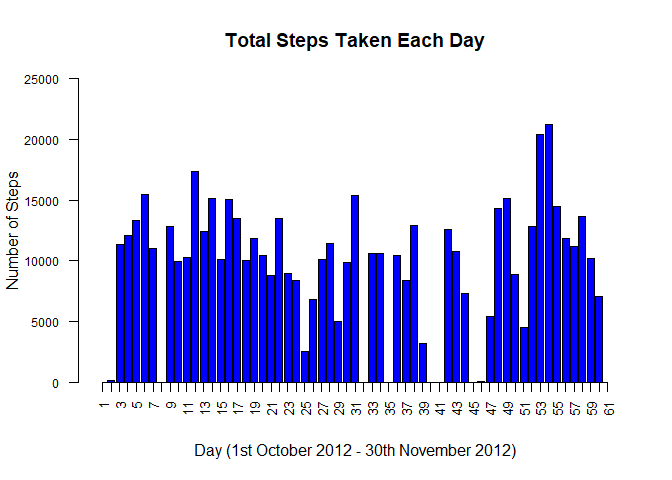 Total Steps Taken Each Day
Number of Steps
25000
20000
15000
10000
5000
0
1 3 5 7 9 11 13 15 17 19 21 23 25 27 29 31 33 35 37 39 41 43 45 47 49 51 53 55 57 59 61
Day (1st October 2012 - 30th November 2012)